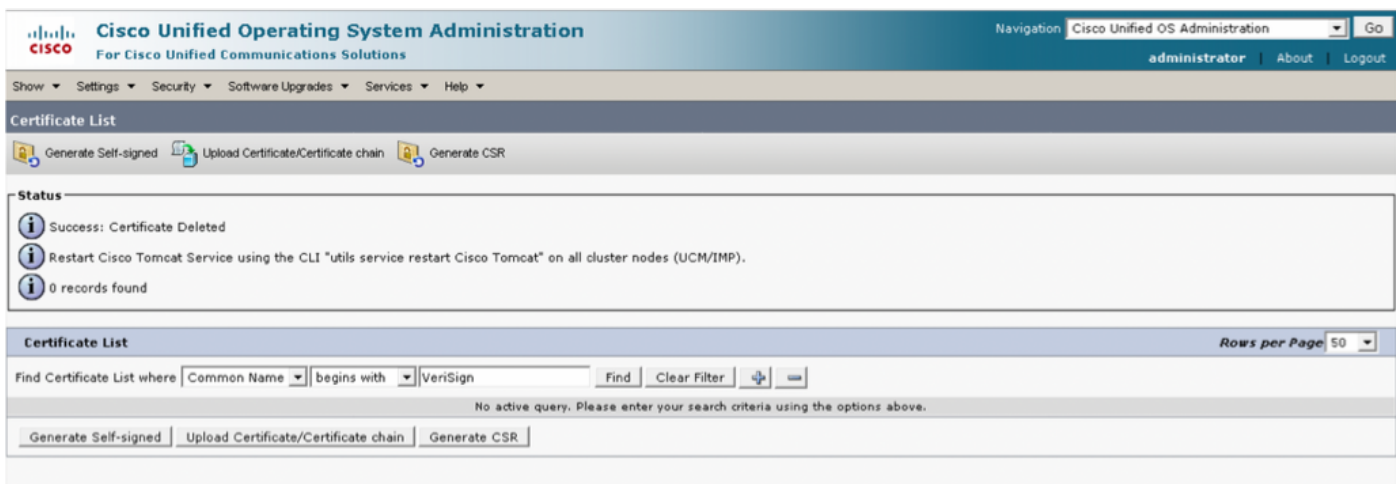 Cisco Unified Operating System Administration
For Cisco Unified Communications Solutions
CISCO
Navigation Cisco Unified OS Administration Go
administrator | About | Logout
Show Settings Security Software Upgrades Services Help
Certificate List
Generate Self-signed Upload Certificate/Certificate chain Generate CSR
Status
Success: Certificate Deleted
Restart Cisco Tomcat Service using the CLI "utils service restart Cisco Tomcat" on all cluster nodes (UCM/IMP).
0 records found
Certificate List Rows per Page 50
Find Certificate List where Common Name begins with VeriSign Find Clear Filter
No active query. Please enter your search criteria using the options above.
Generate Self-signed Upload Certificate/Certificate chain Generate CSR